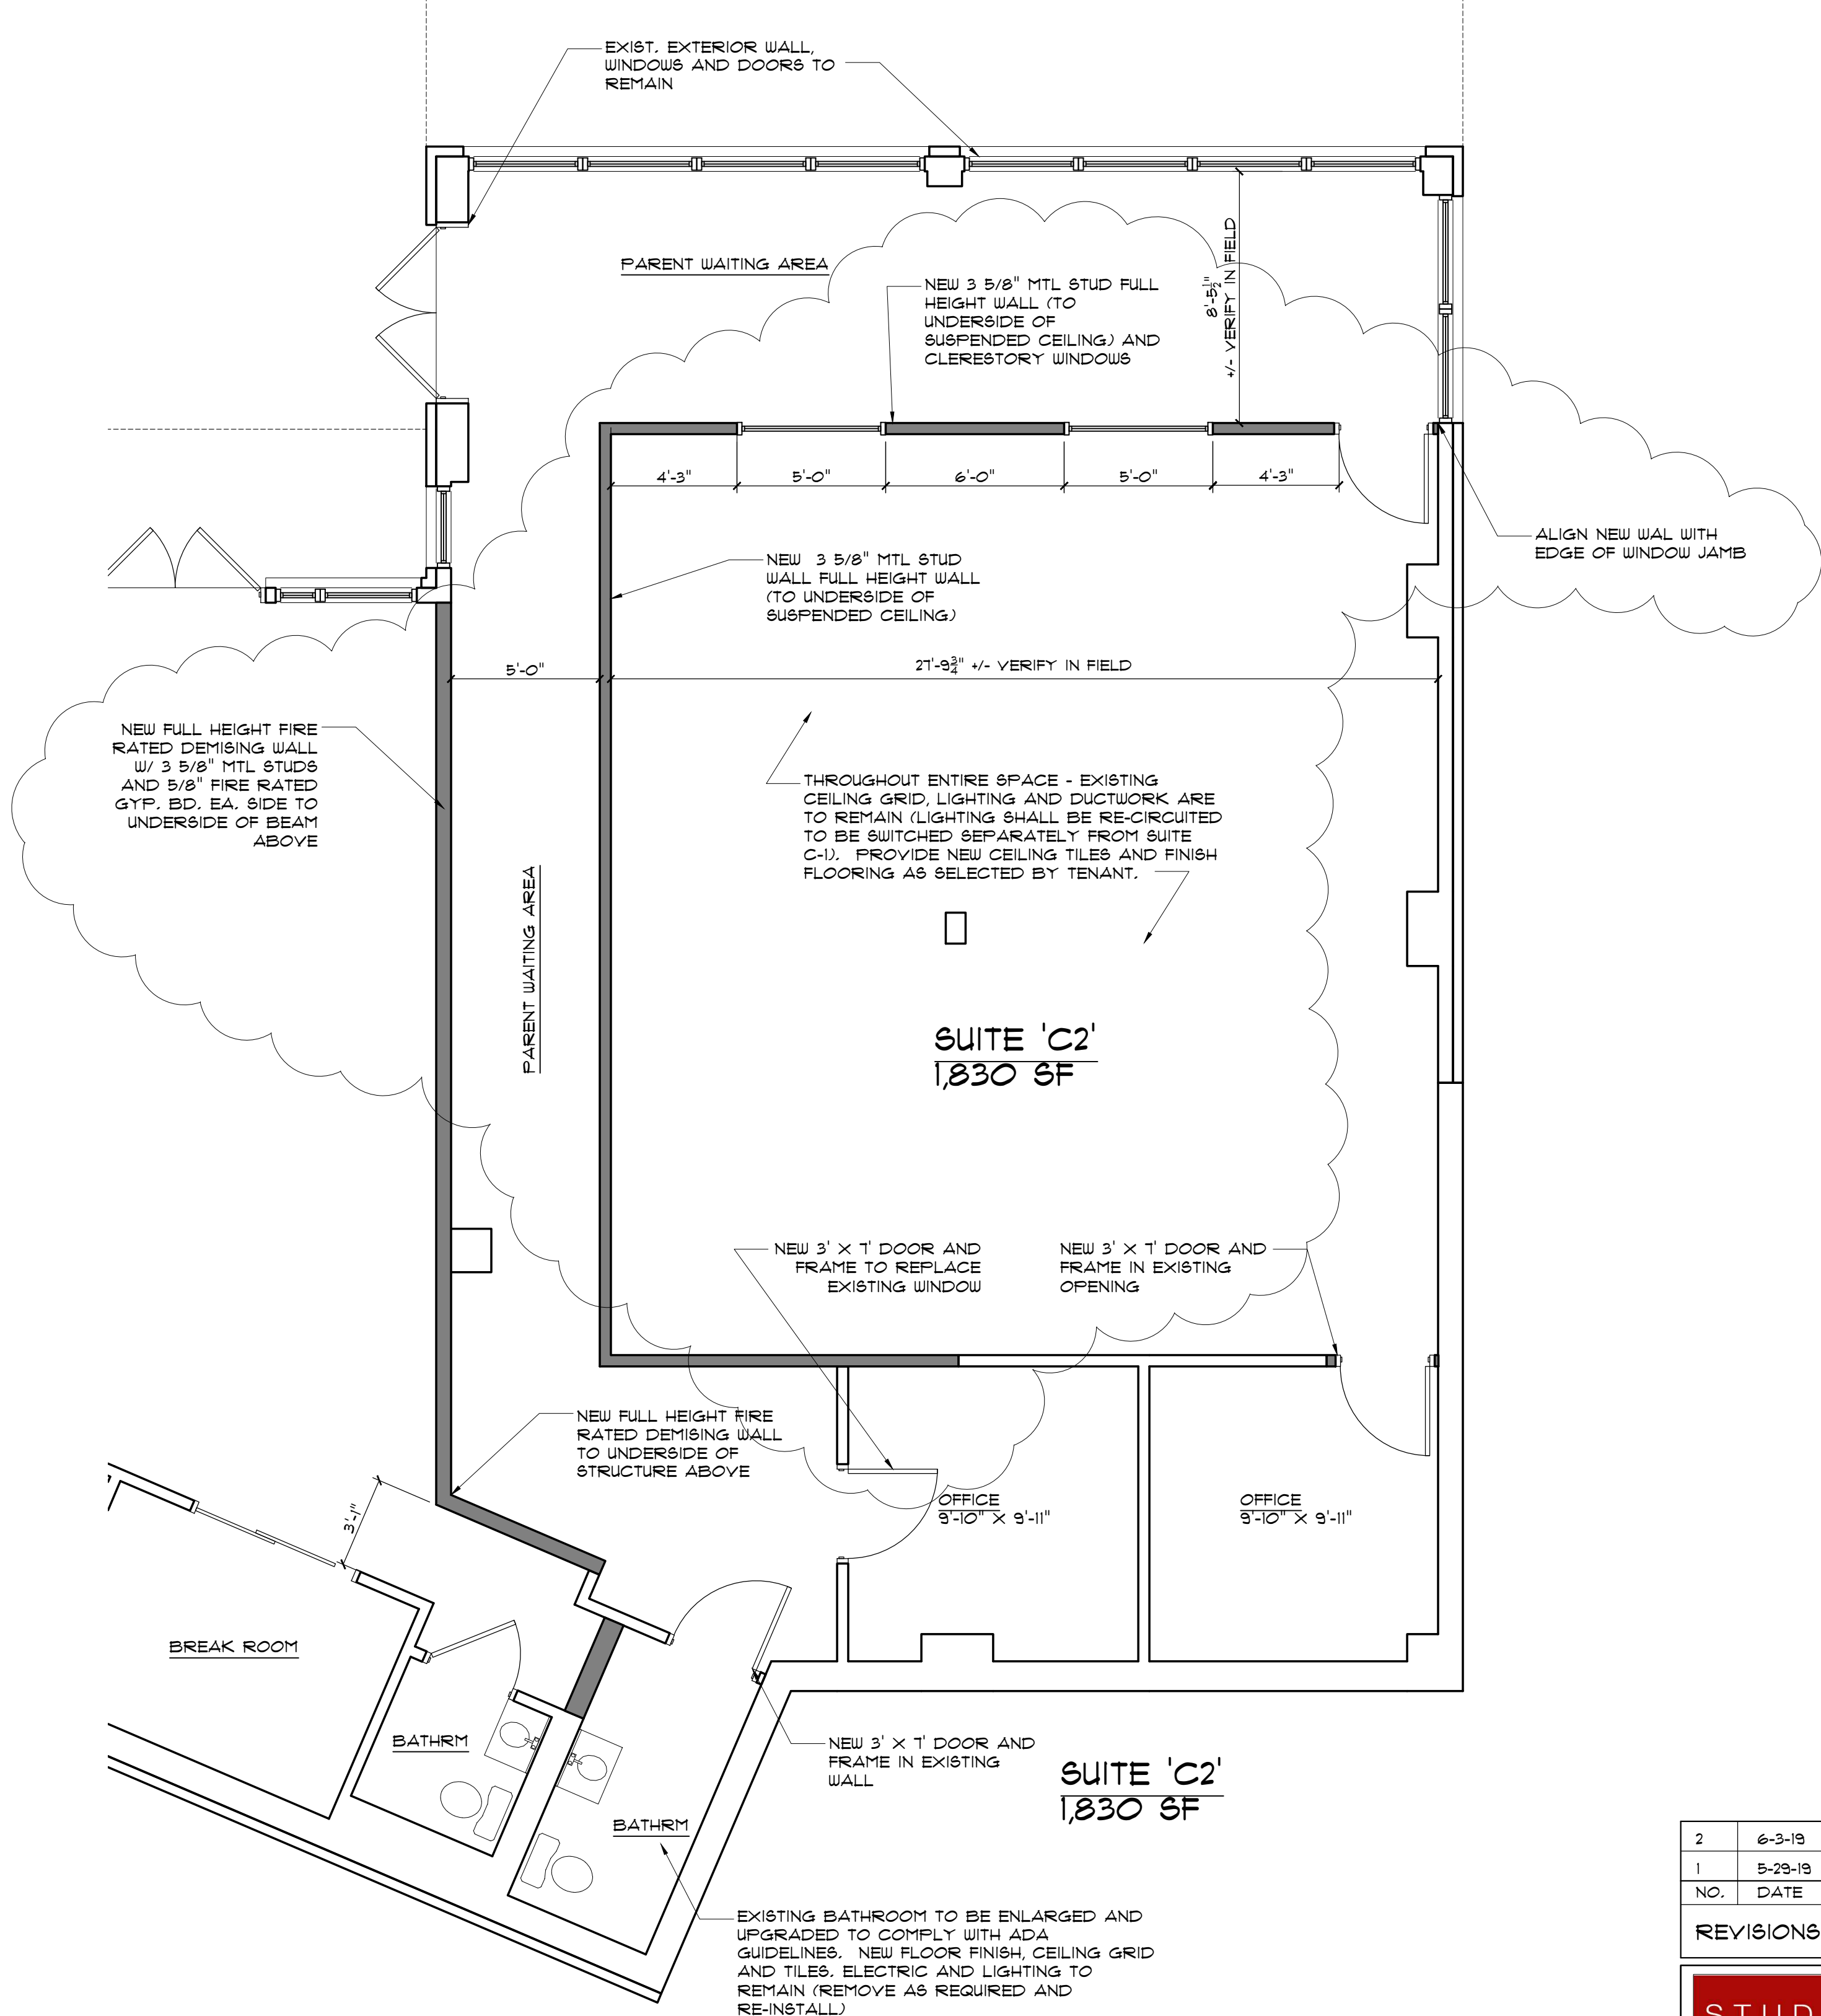 EXIST. EXTERIOR WALL,
WINDOWS AND DOORS TO
REMAIN
PARENT WAITING AREA
NEW 3 5/8" MTL STUD FULL
HEIGHT WALL (TO
UNDERSIDE OF
SUSPENDED CEILING) AND
CLERESTORY WINDOWS
8'-5 1/2"
+/- VERIFY IN FIELD
4'-3"
5'-0"
6'-0"
5'-0"
4'-3"
ALIGN NEW WAL WITH
EDGE OF WINDOW JAMB
NEW 3 5/8" MTL STUD
WALL FULL HEIGHT WALL
(TO UNDERSIDE OF
SUSPENDED CEILING)
5'-0"
27'-9 3/4" +/- VERIFY IN FIELD
NEW FULL HEIGHT FIRE
RATED DEMISING WALL
W/ 3 5/8" MTL STUDS
AND 5/8" FIRE RATED
GYP. BD. EA. SIDE TO
UNDERSIDE OF BEAM
ABOVE
THROUGHOUT ENTIRE SPACE - EXISTING
CEILING GRID, LIGHTING AND DUCTWORK ARE
TO REMAIN (LIGHTING SHALL BE RE-CIRCUITED
TO BE SWITCHED SEPARATELY FROM SUITE
C-1). PROVIDE NEW CEILING TILES AND FINISH
FLOORING AS SELECTED BY TENANT.
PARENT WAITING AREA
SUITE 'C2'
1,830 SF
NEW 3' X 7' DOOR AND
FRAME TO REPLACE
EXISTING WINDOW
NEW 3' X 7' DOOR AND
FRAME IN EXISTING
OPENING
NEW FULL HEIGHT FIRE
RATED DEMISING WALL
TO UNDERSIDE OF
STRUCTURE ABOVE
OFFICE
9'-10" X 9'-11"
OFFICE
9'-10" X 9'-11"
3'-1"
BREAK ROOM
BATHRM
NEW 3' X 7' DOOR AND
FRAME IN EXISTING
WALL
SUITE 'C2'
1,830 SF
BATHRM
EXISTING BATHROOM TO BE ENLARGED AND
UPGRADED TO COMPLY WITH ADA
GUIDELINES. NEW FLOOR FINISH, CEILING GRID
AND TILES. ELECTRIC AND LIGHTING TO
REMAIN (REMOVE AS REQUIRED AND
RE-INSTALL)
2 6-3-19
1 5-29-19
NO. DATE
REVISIONS
STUD